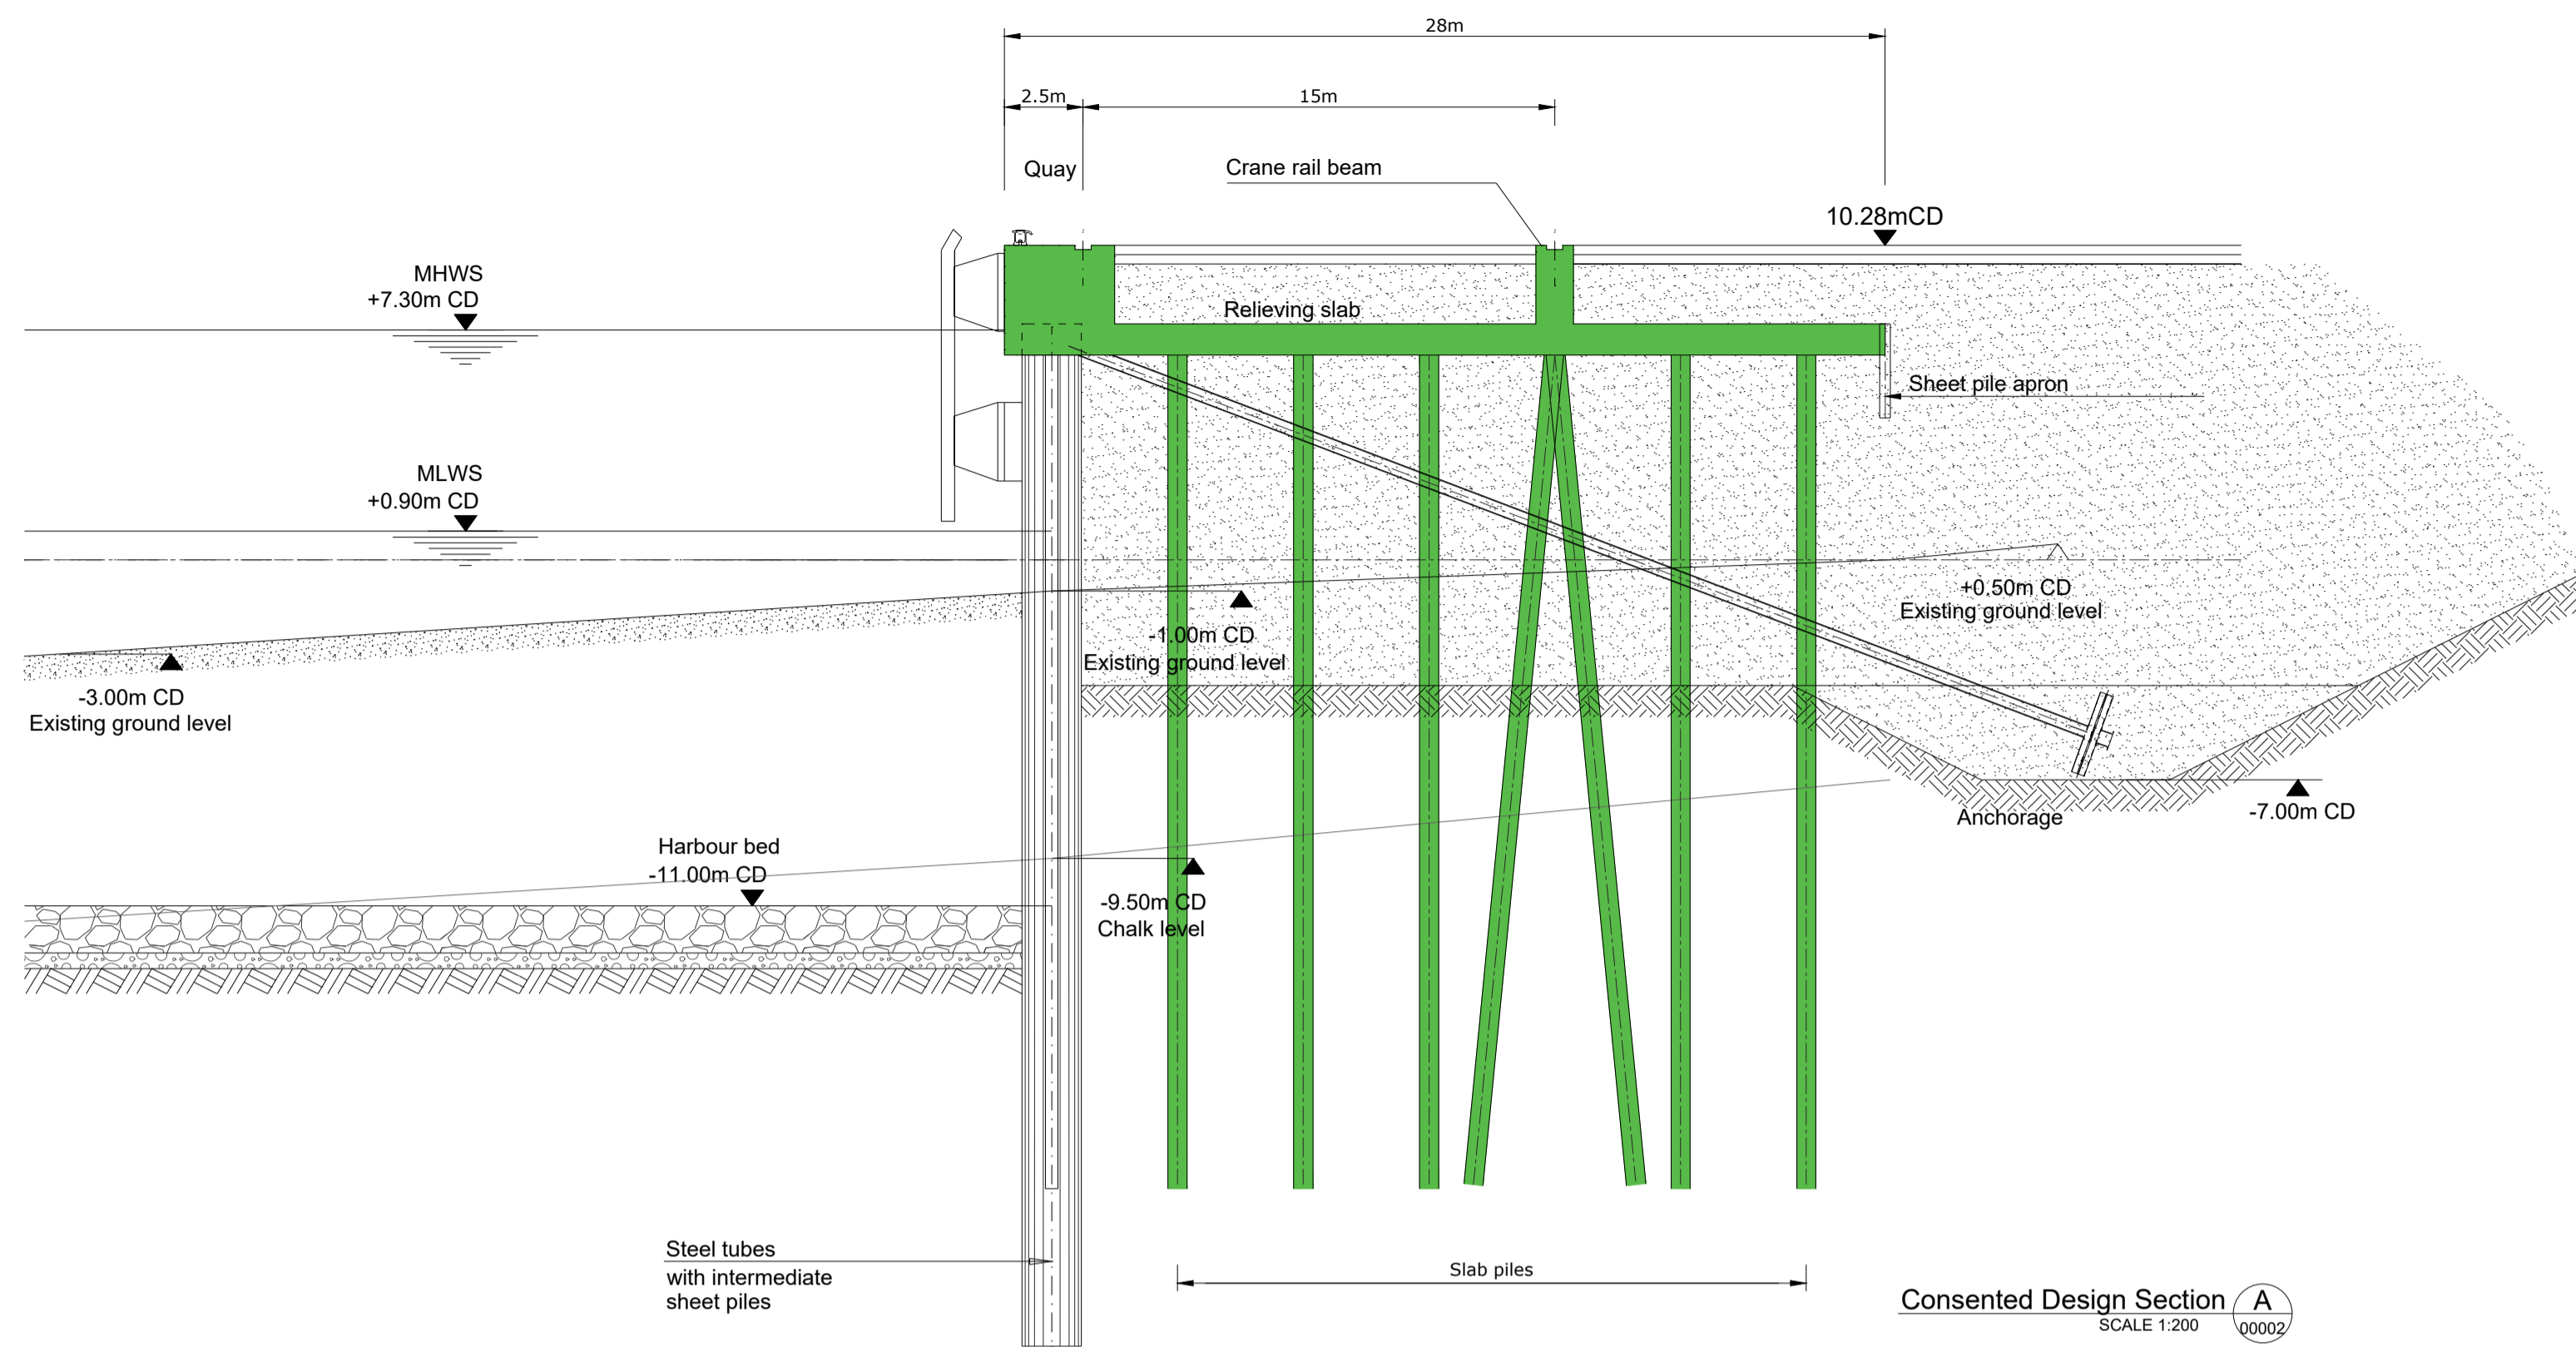 28m
2.5m
15m
Quay
Crane rail beam
10.28mCD
MHWS
+7.30m CD
Relieving slab
Sheet pile apron
MLWS
+0.90m CD
+0.50m CD
Existing ground level
-1.00m CD
Existing ground level
-3.00m CD
Existing ground level
Anchorage
-7.00m CD
Harbour bed
-11.00m CD
-9.50m CD
Chalk level
Steel tubes
with intermediate
sheet piles
Slab piles
Consented Design Section
SCALE 1:200
A
00002